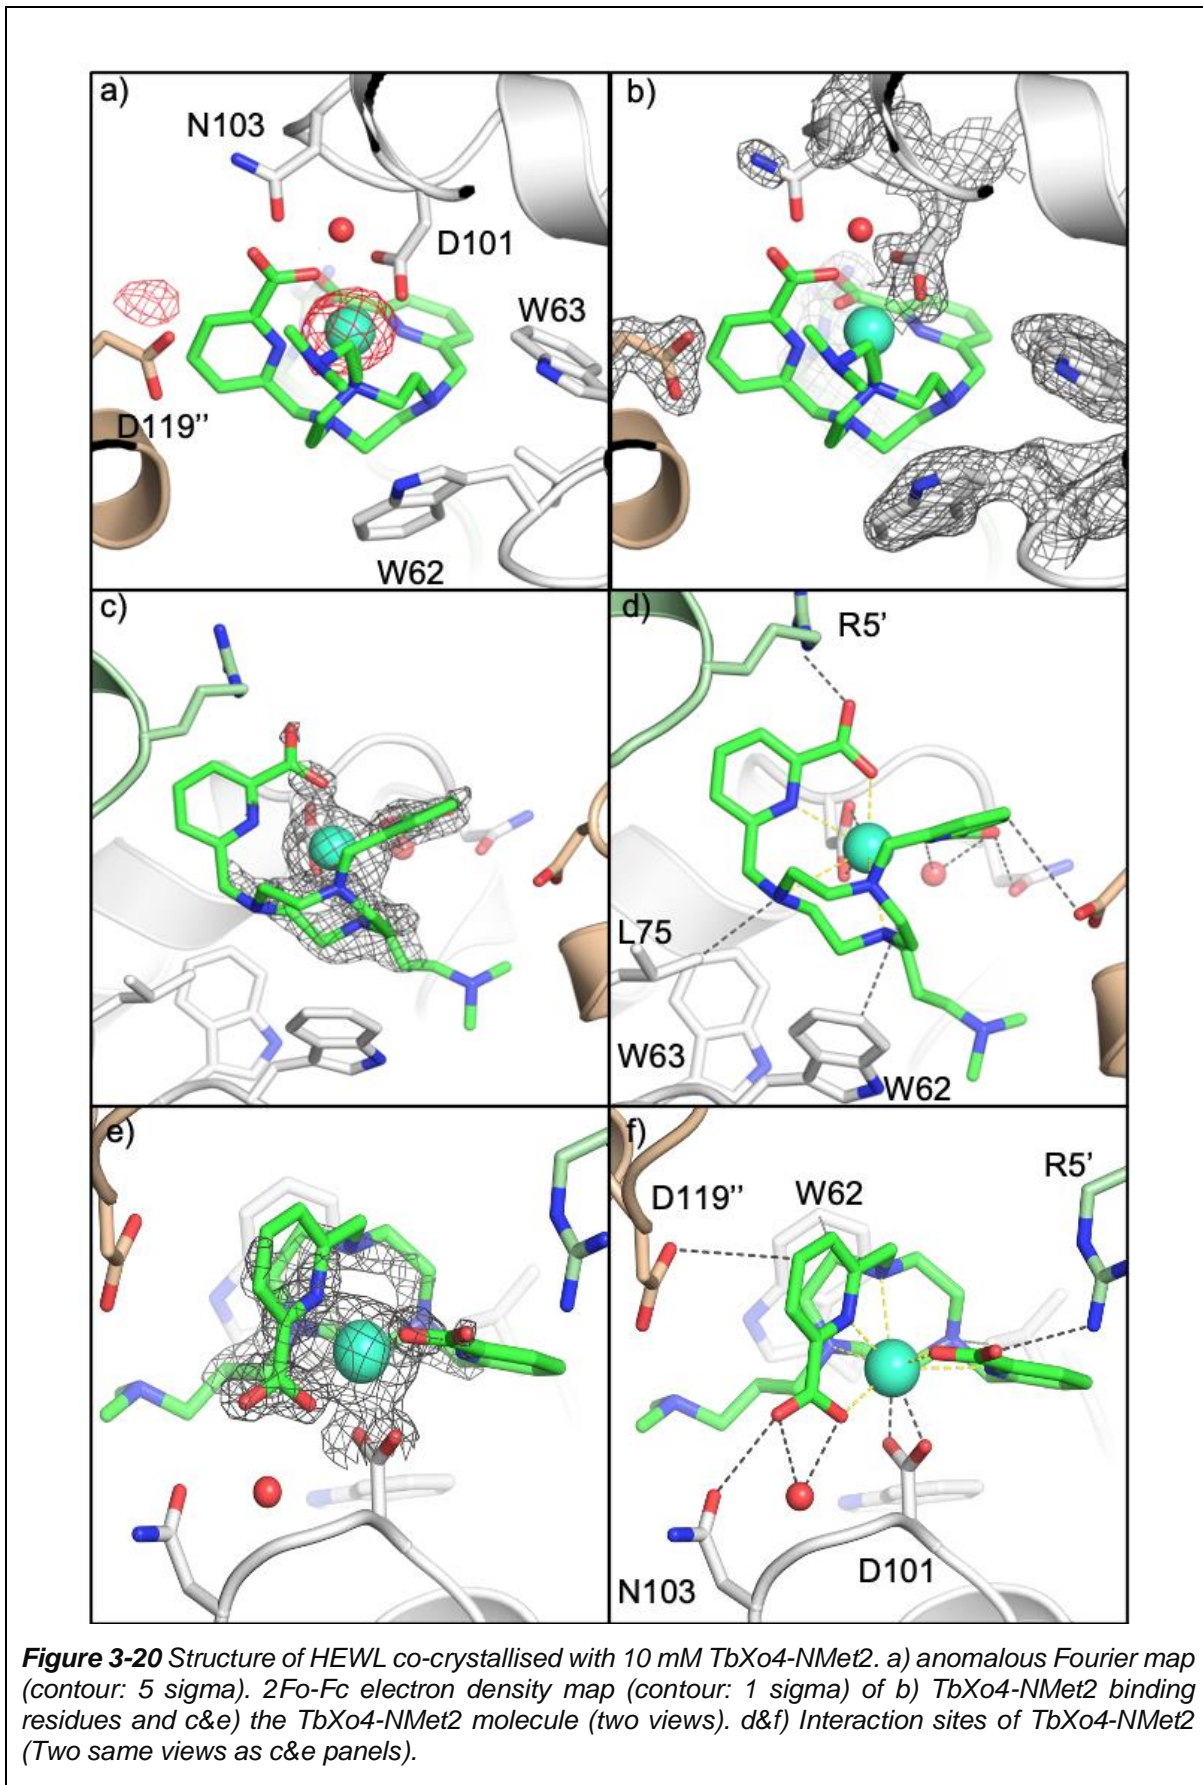 a)
N103
D101
W63
D119''
W62
b)
c)
d)
R5'
L75
W63
W62
e)
f)
D119''
W62
R5'
N103
D101
Figure 3-20 Structure of HEWL co-crystallised with 10 mM TbXo4-NMet2. a) anomalous Fourier map
(contour: 5 sigma). 2Fo-Fc electron density map (contour: 1 sigma) of b) TbXo4-NMet2 binding
residues and c&e) the TbXo4-NMet2 molecule (two views). d&f) Interaction sites of TbXo4-NMet2
(Two same views as c&e panels).